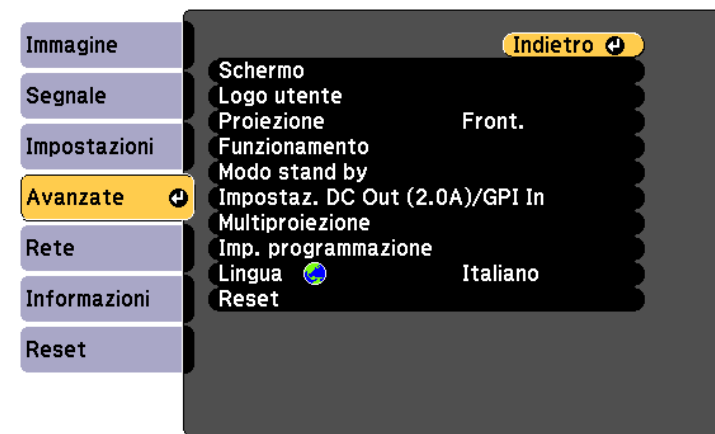 Immagine
Segnale
Impostazioni
Avanzate
Rete
Informazioni
Reset
Indietro
Schermo
Logo utente
Proiezione Front.
Funzionamento
Modo stand by
Impostaz. DC Out (2.0A)/GPI In
Multiproiezione
Imp. programmazione
Lingua Italiano
Reset